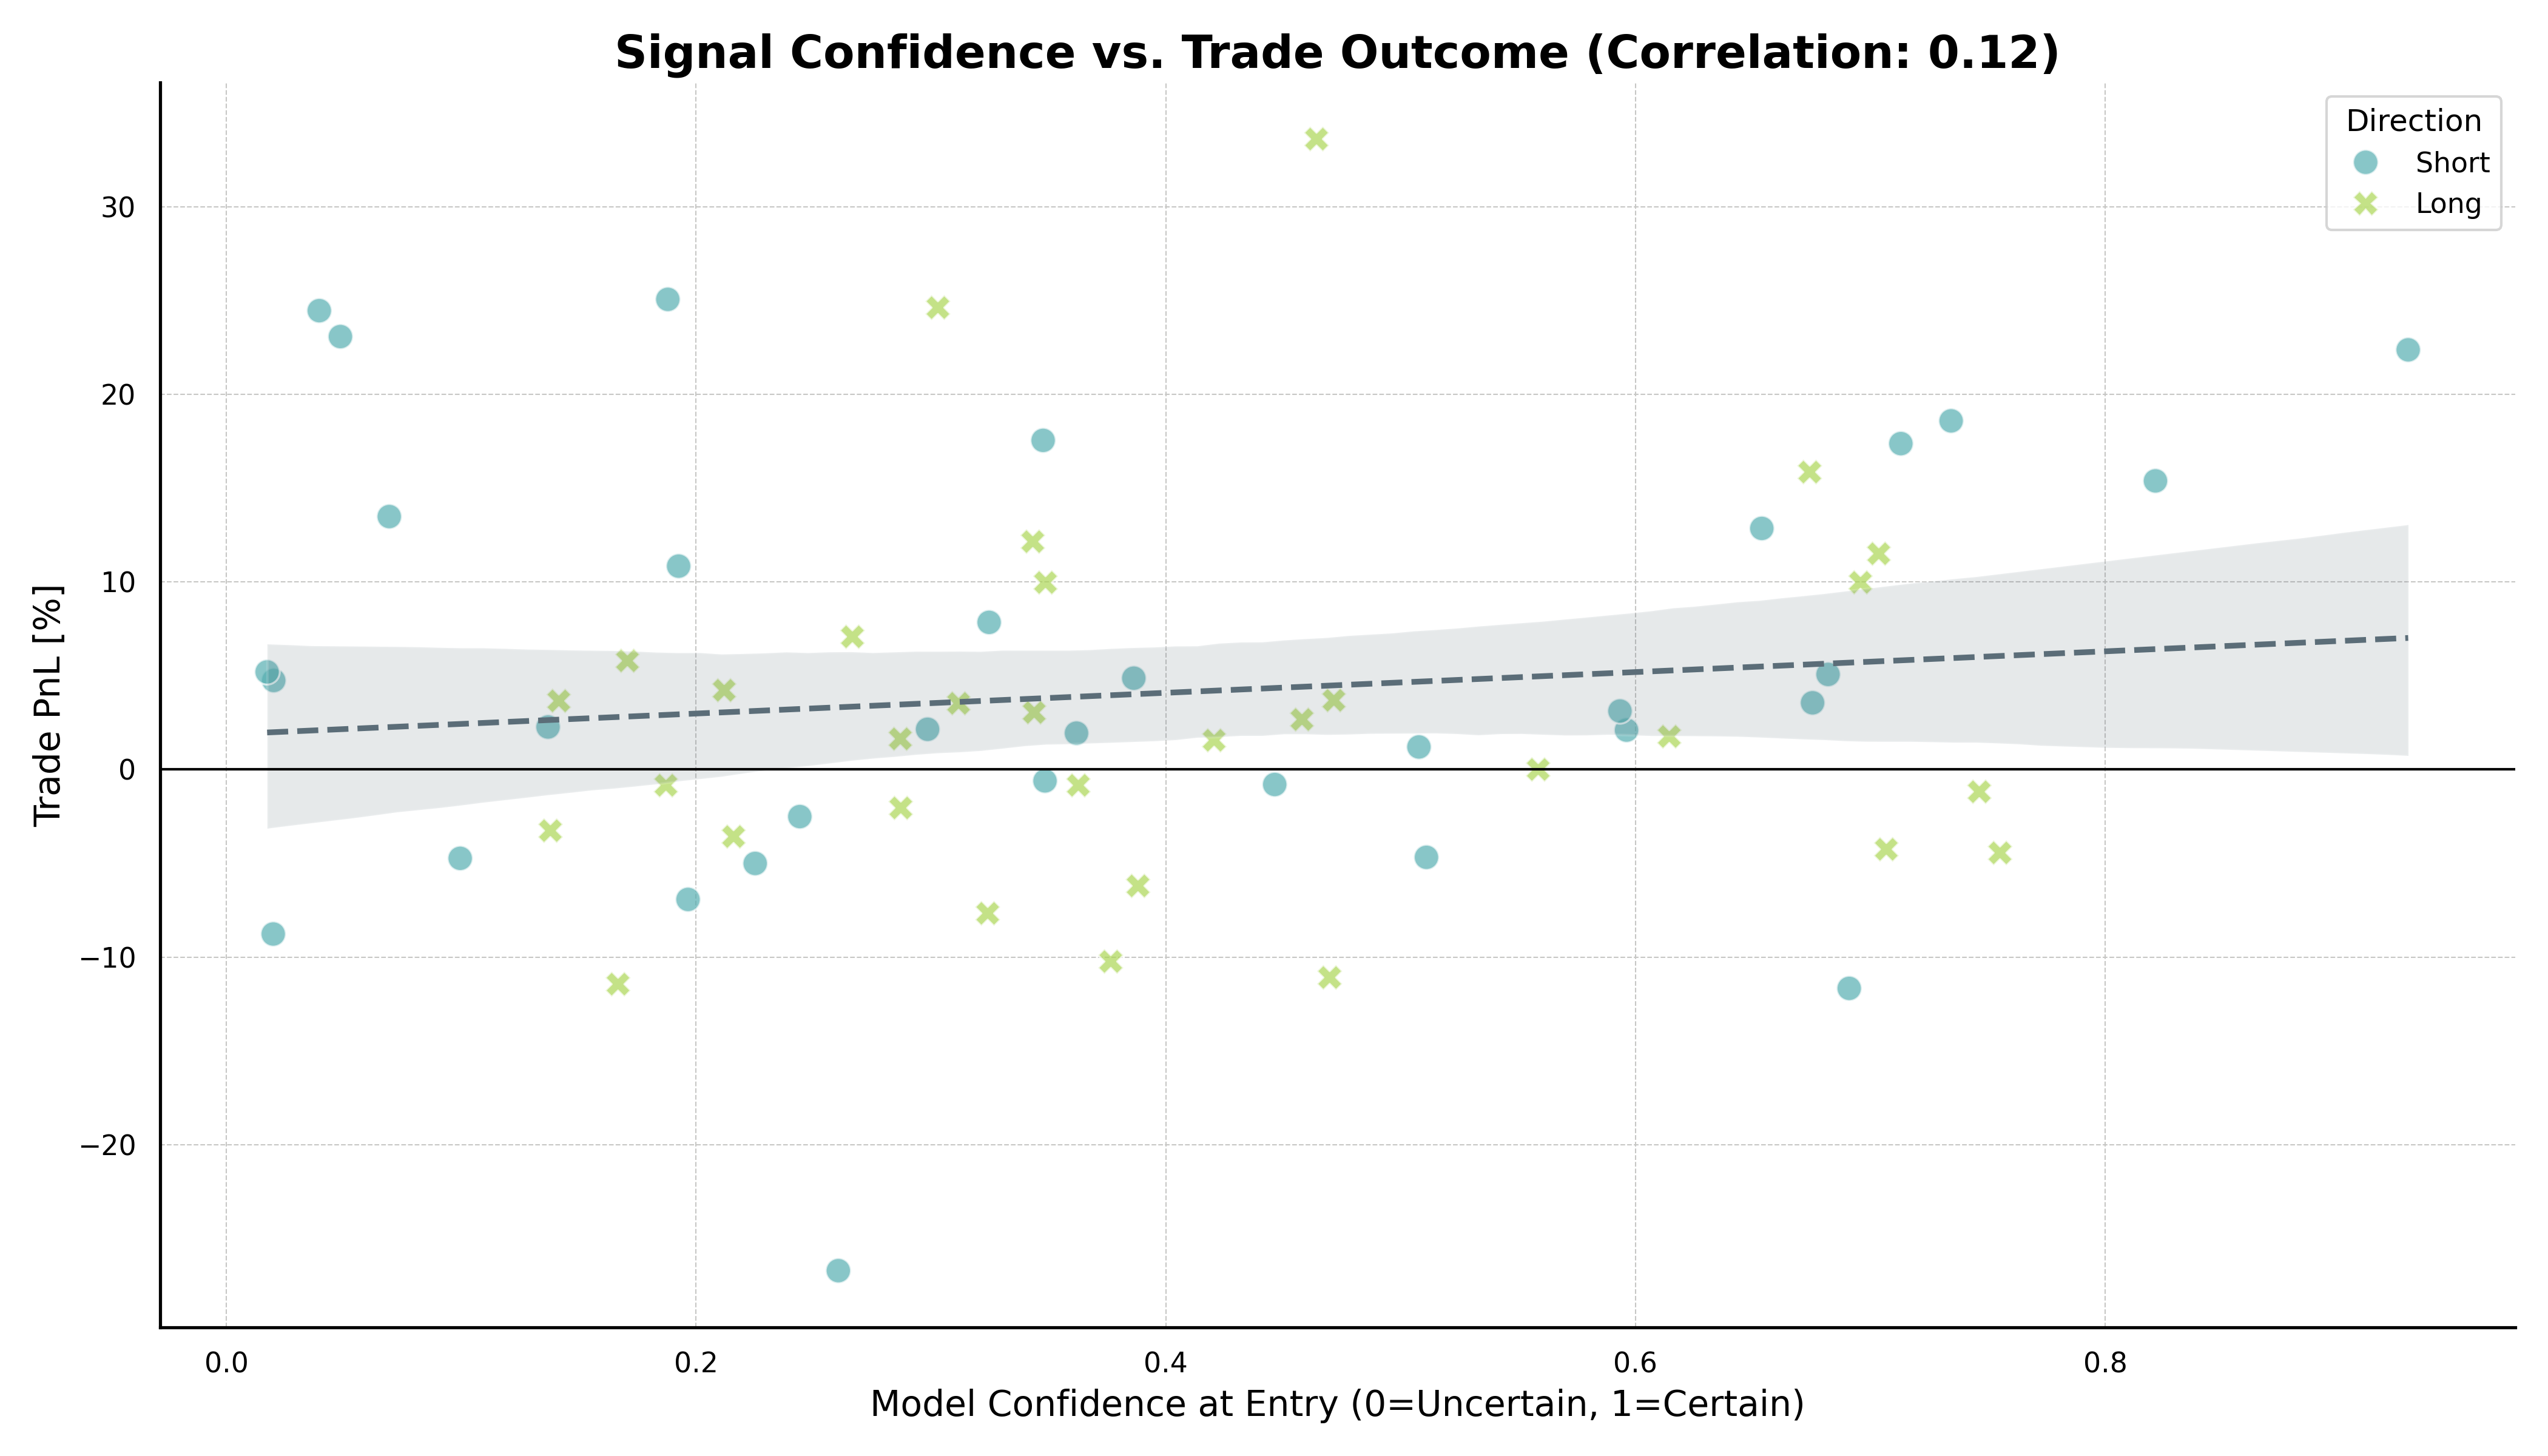 Signal Confidence vs. Trade Outcome (Correlation: 0.12)
Direction
Short
Long
Trade PnL [%]
30
20
10
0
−10
−20
0.0
0.2
0.4
0.6
0.8
Model Confidence at Entry (0=Uncertain, 1=Certain)